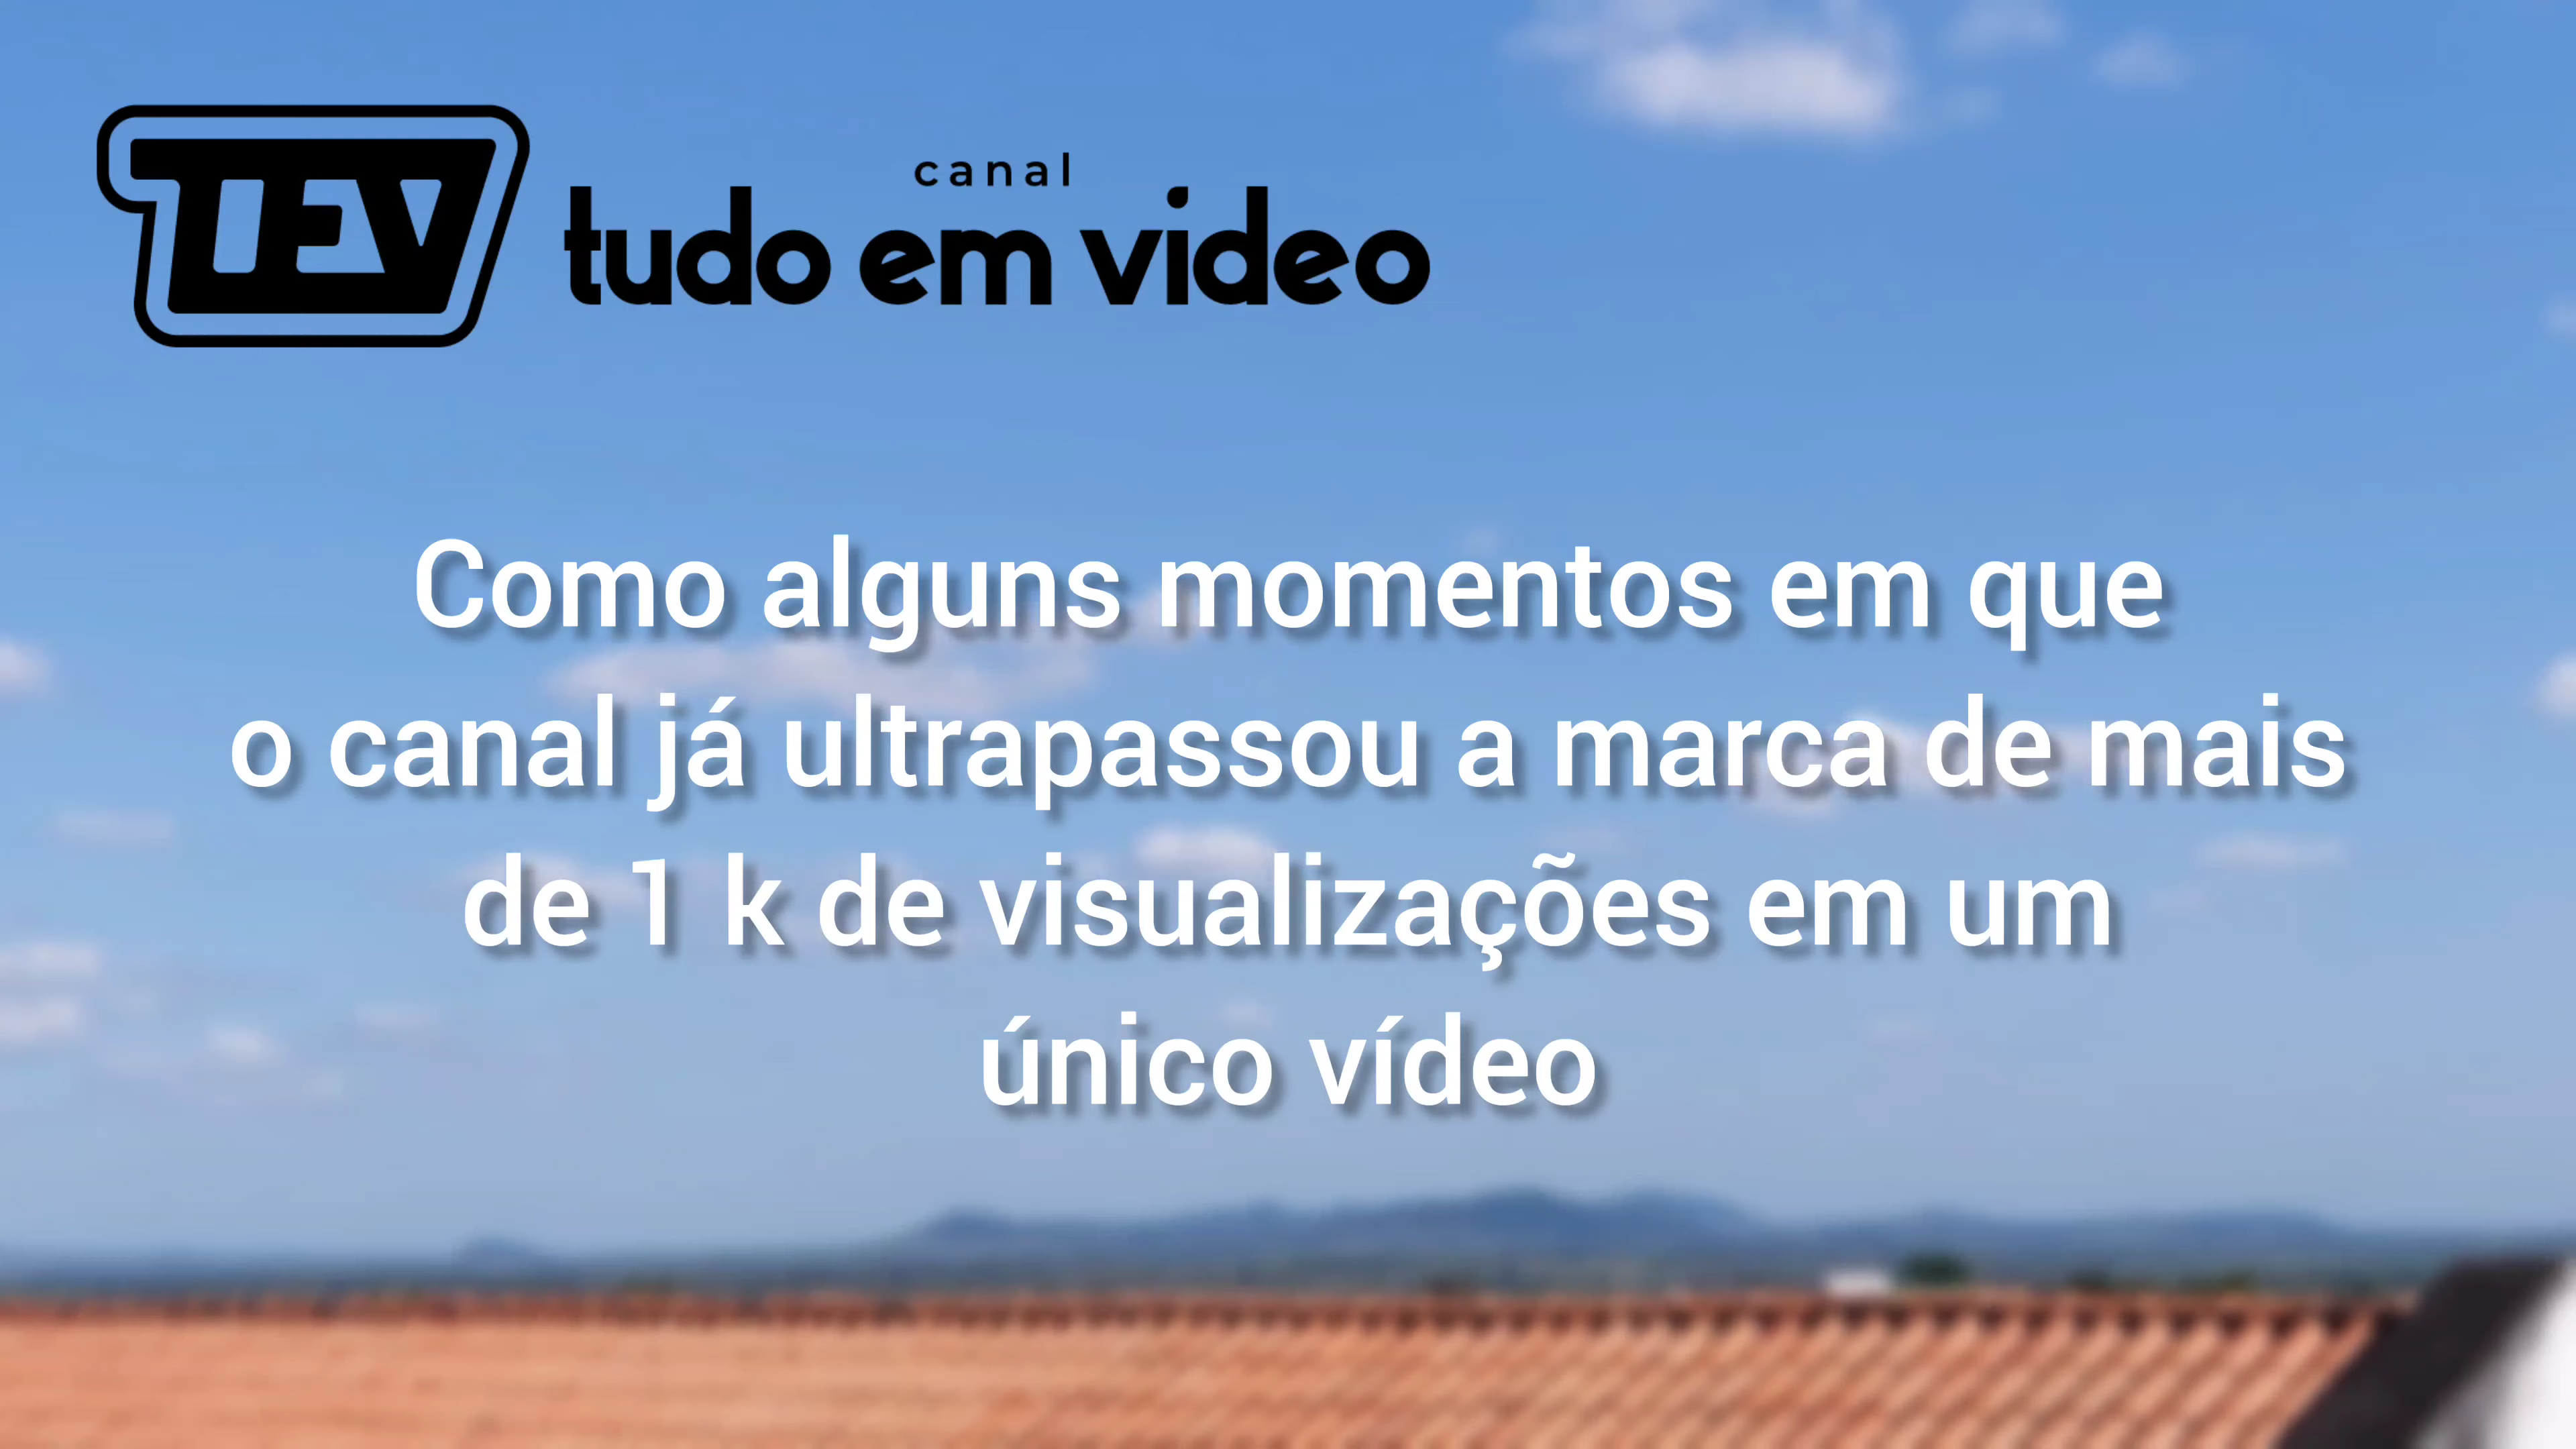 TEV
canal
tudo em video
Como alguns momentos em que
o canal já ultrapassou a marca de mais
de 1 k de visualizações em um
único vídeo